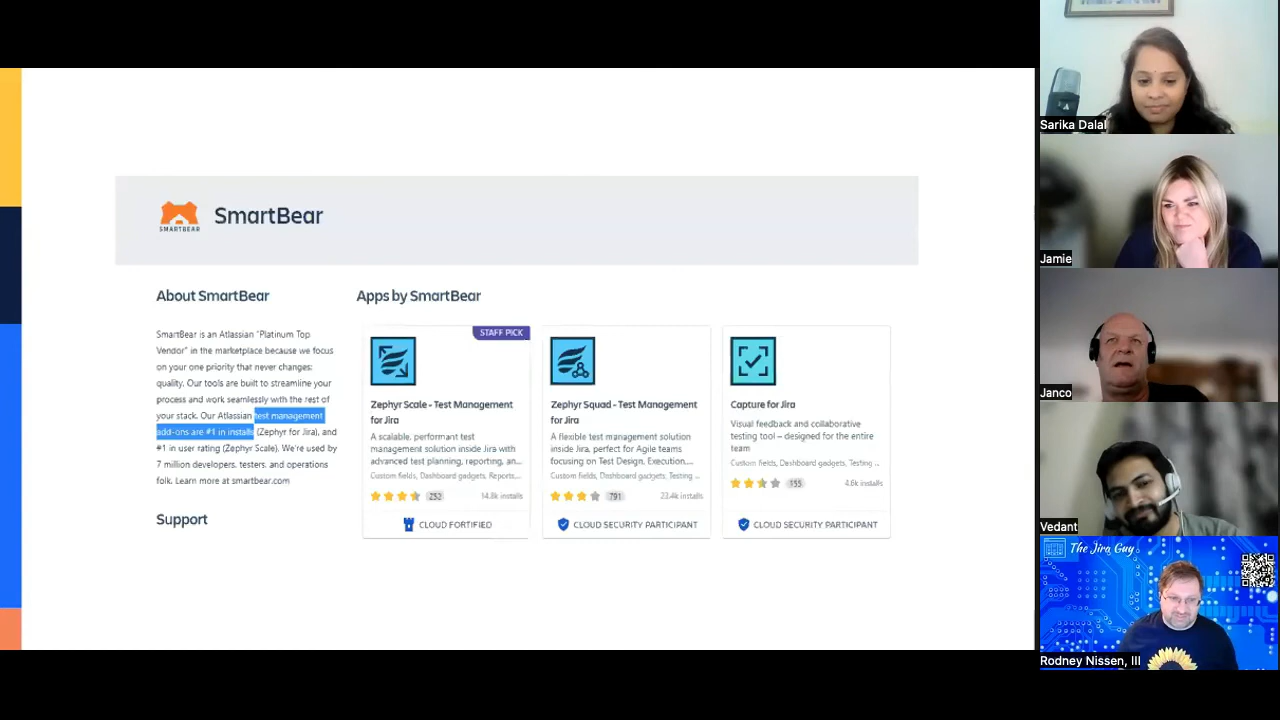 SMARTBEAR
SmartBear
About SmartBear
SmartBear is an Atlassian "Platinum Top
Vendor" in the marketplace because we focus
on your one priority that never changes:
quality. Our tools are built to streamline your
process and work seamlessly with the rest of
your stack. Our Atlassian test management
add-ons are #1 in installs (Zephyr for Jira), and
#1 in user rating (Zephyr Scale). We're used by
7 million developers, testers, and operations
folk. Learn more at smartbear.com
Support
Apps by SmartBear
STAFF PICK
Zephyr Scale - Test Management
for Jira
A scalable, performant test
management solution inside Jira with
advanced test planning, reporting, an...
Custom fields, Dashboard gadgets, Reports,...
252
14.8k installs
CLOUD FORTIFIED
Zephyr Squad - Test Management
for Jira
A flexible test management solution
inside Jira, perfect for Agile teams
focusing on Test Design, Execution,...
Custom fields, Dashboard gadgets, Testing ...
791
23.4k installs
CLOUD SECURITY PARTICIPANT
Capture for Jira
Visual feedback and collaborative
testing tool – designed for the entire
team
Custom fields, Dashboard gadgets, Testing ...
155
4.6k installs
CLOUD SECURITY PARTICIPANT
Sarika Dalal
Jamie
Janco
Vedant
The Jira Guy
Rodney Nissen, III